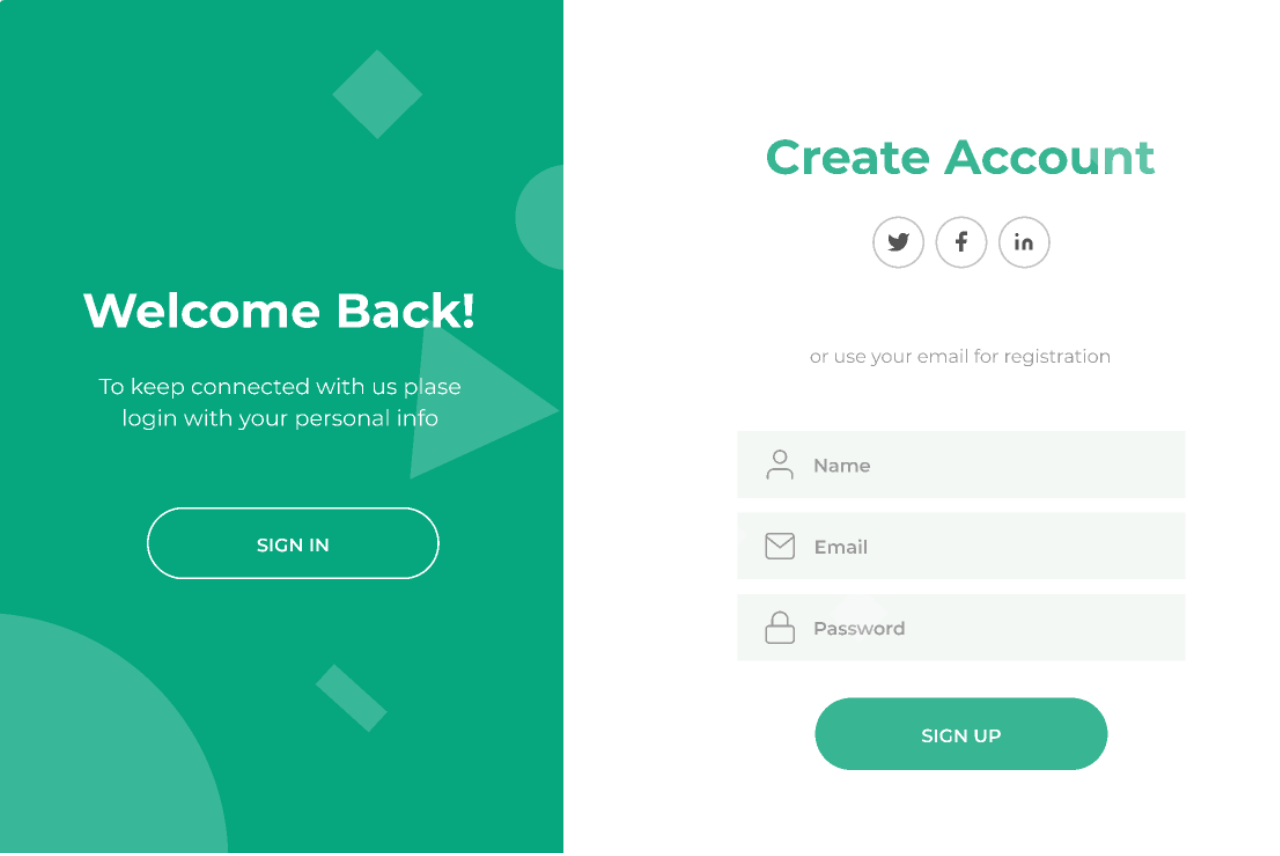 Welcome Back!
To keep connected with us plase
login with your personal info
SIGN IN
Create Account
in
or use your email for registration
Name
Email
Password
SIGN UP